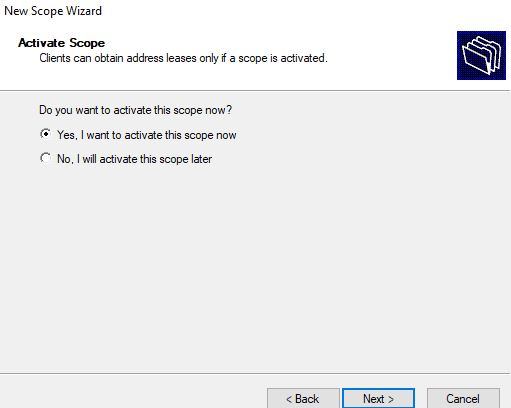 New Scope Wizard
Activate Scope
Clients can obtain address leases only if a scope is activated.
Do you want to activate this scope now?
Yes, I want to activate this scope now
No, I will activate this scope later
< Back Next > Cancel